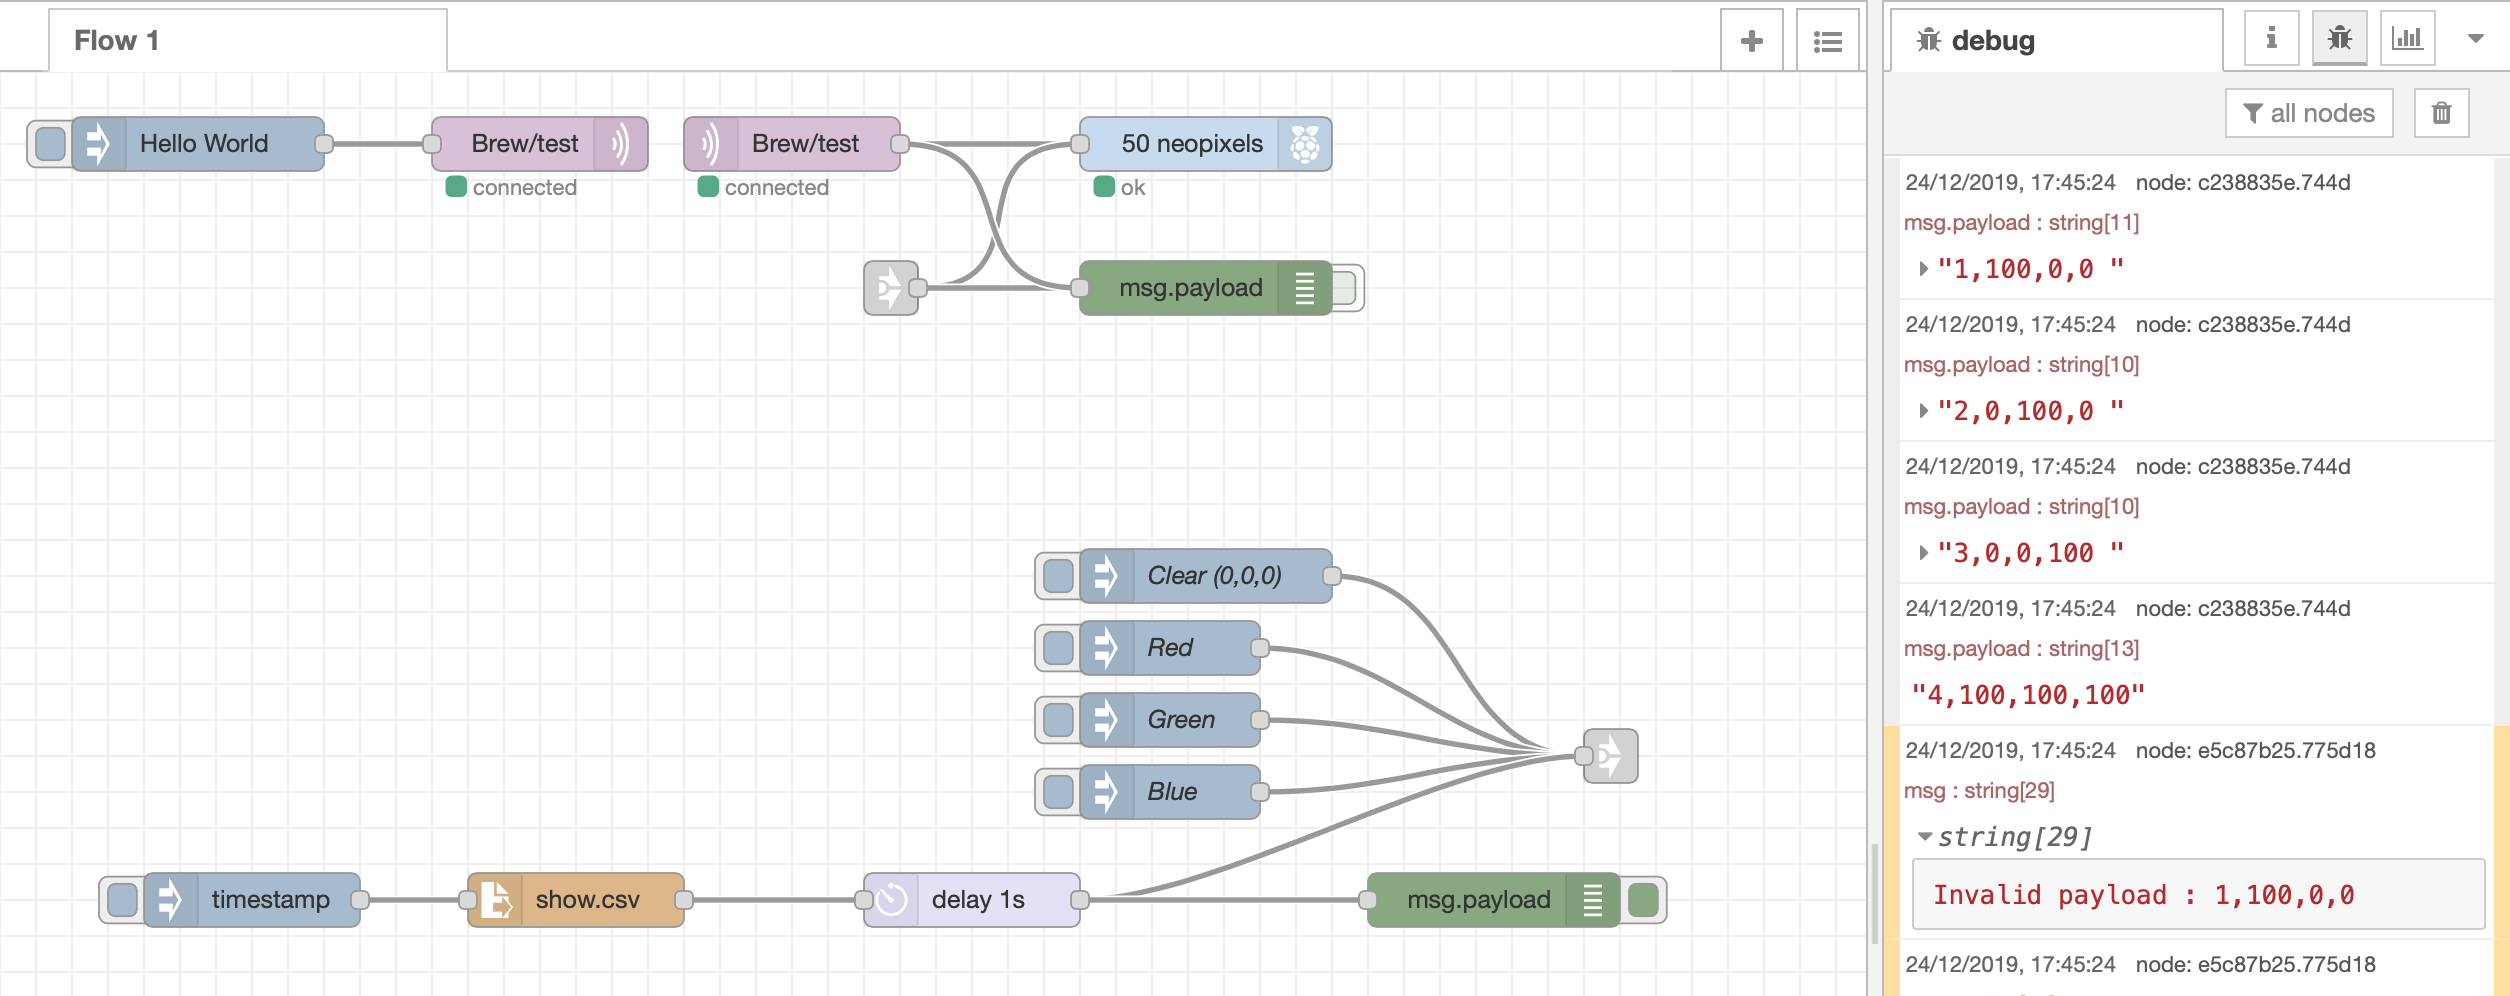 Flow 1
Hello World
Brew/test
connected
Brew/test
connected
50 neopixels
ok
msg.payload
Clear (0,0,0)
Red
Green
Blue
timestamp
show.csv
delay 1s
msg.payload
debug
all nodes
24/12/2019, 17:45:24 node: c238835e.744d
msg.payload : string[11]
"1,100,0,0 "
24/12/2019, 17:45:24 node: c238835e.744d
msg.payload : string[10]
"2,0,100,0 "
24/12/2019, 17:45:24 node: c238835e.744d
msg.payload : string[10]
"3,0,0,100 "
24/12/2019, 17:45:24 node: c238835e.744d
msg.payload : string[13]
"4,100,100,100"
24/12/2019, 17:45:24 node: e5c87b25.775d18
msg : string[29]
string[29]
Invalid payload : 1,100,0,0
24/12/2019, 17:45:24 node: e5c87b25.775d18